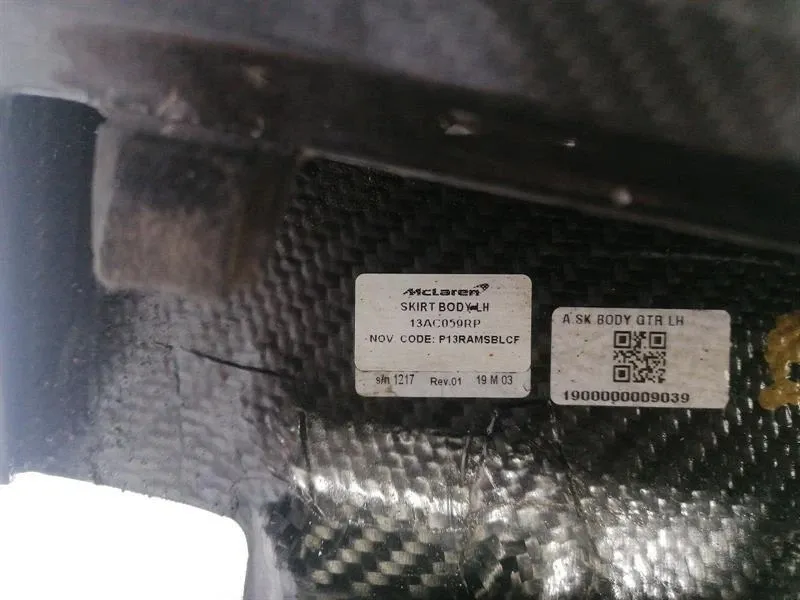 McLaren
SKIRT BODY-LH
13AC059RP
NOV. CODE: P13RAMSBLCF
s/n 1217 Rev.01 19 M 03
A.SK BODY QTR LH
1900000009039